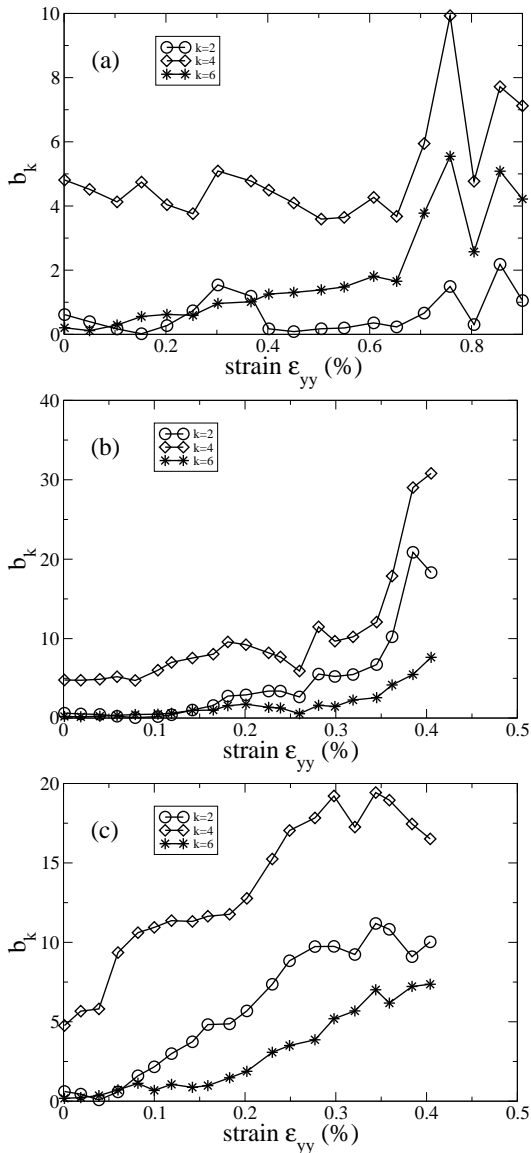 10
(a)
k=2
k=4
k=6
8
6
4
2
0
b_k
0 0.2 0.4 0.6 0.8
strain ε_yy (%)
40
(b)
k=2
k=4
k=6
30
20
10
0
b_k
0 0.1 0.2 0.3 0.4 0.5
strain ε_yy (%)
20
(c)
k=2
k=4
k=6
15
10
5
0
b_k
0 0.1 0.2 0.3 0.4 0.5
strain ε_yy (%)